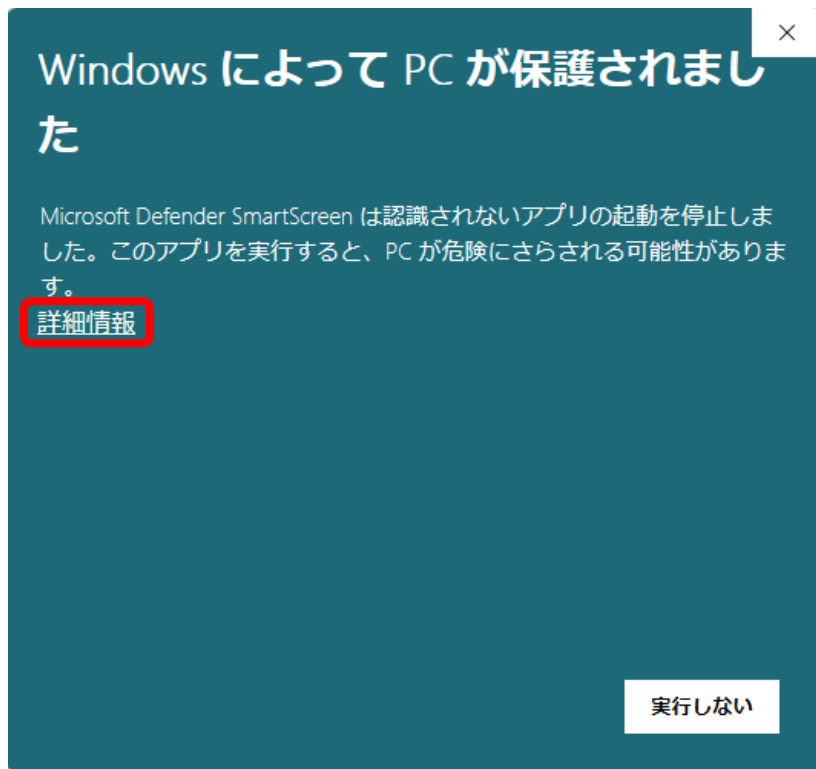 Windows によって PC が保護されまし
た
Microsoft Defender SmartScreen は認識されないアプリの起動を停止しま
した。このアプリを実行すると、PC が危険にさらされる可能性がありま
す。
詳細情報
実行しない